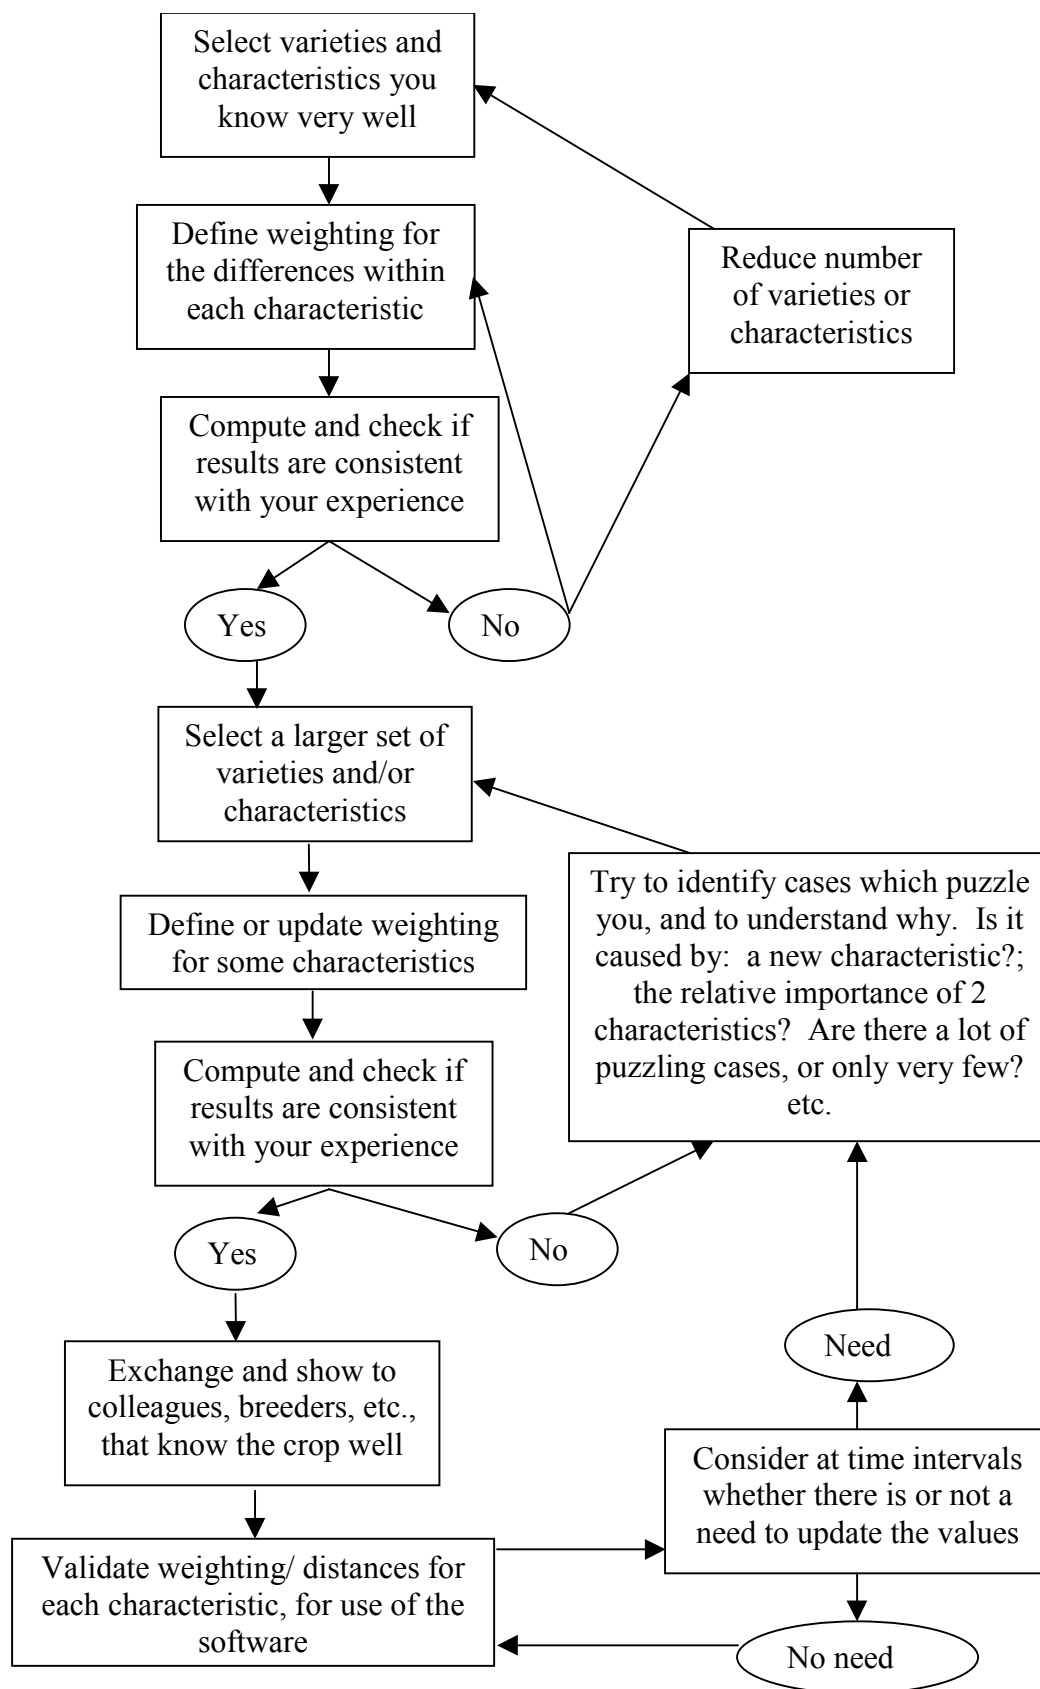 Select varieties and
characteristics you
know very well
Define weighting for
the differences within
each characteristic
Reduce number
of varieties or
characteristics
Compute and check if
results are consistent
with your experience
Yes
No
Select a larger set of
varieties and/or
characteristics
Try to identify cases which puzzle
you, and to understand why.  Is it
caused by:  a new characteristic?;
the relative importance of 2
characteristics?  Are there a lot of
puzzling cases, or only very few?
etc.
Define or update weighting
for some characteristics
Compute and check if
results are consistent
with your experience
Yes
No
Need
Exchange and show to
colleagues, breeders, etc.,
that know the crop well
Consider at time intervals
whether there is or not a
need to update the values
Validate weighting/ distances for
each characteristic, for use of the
software
No need